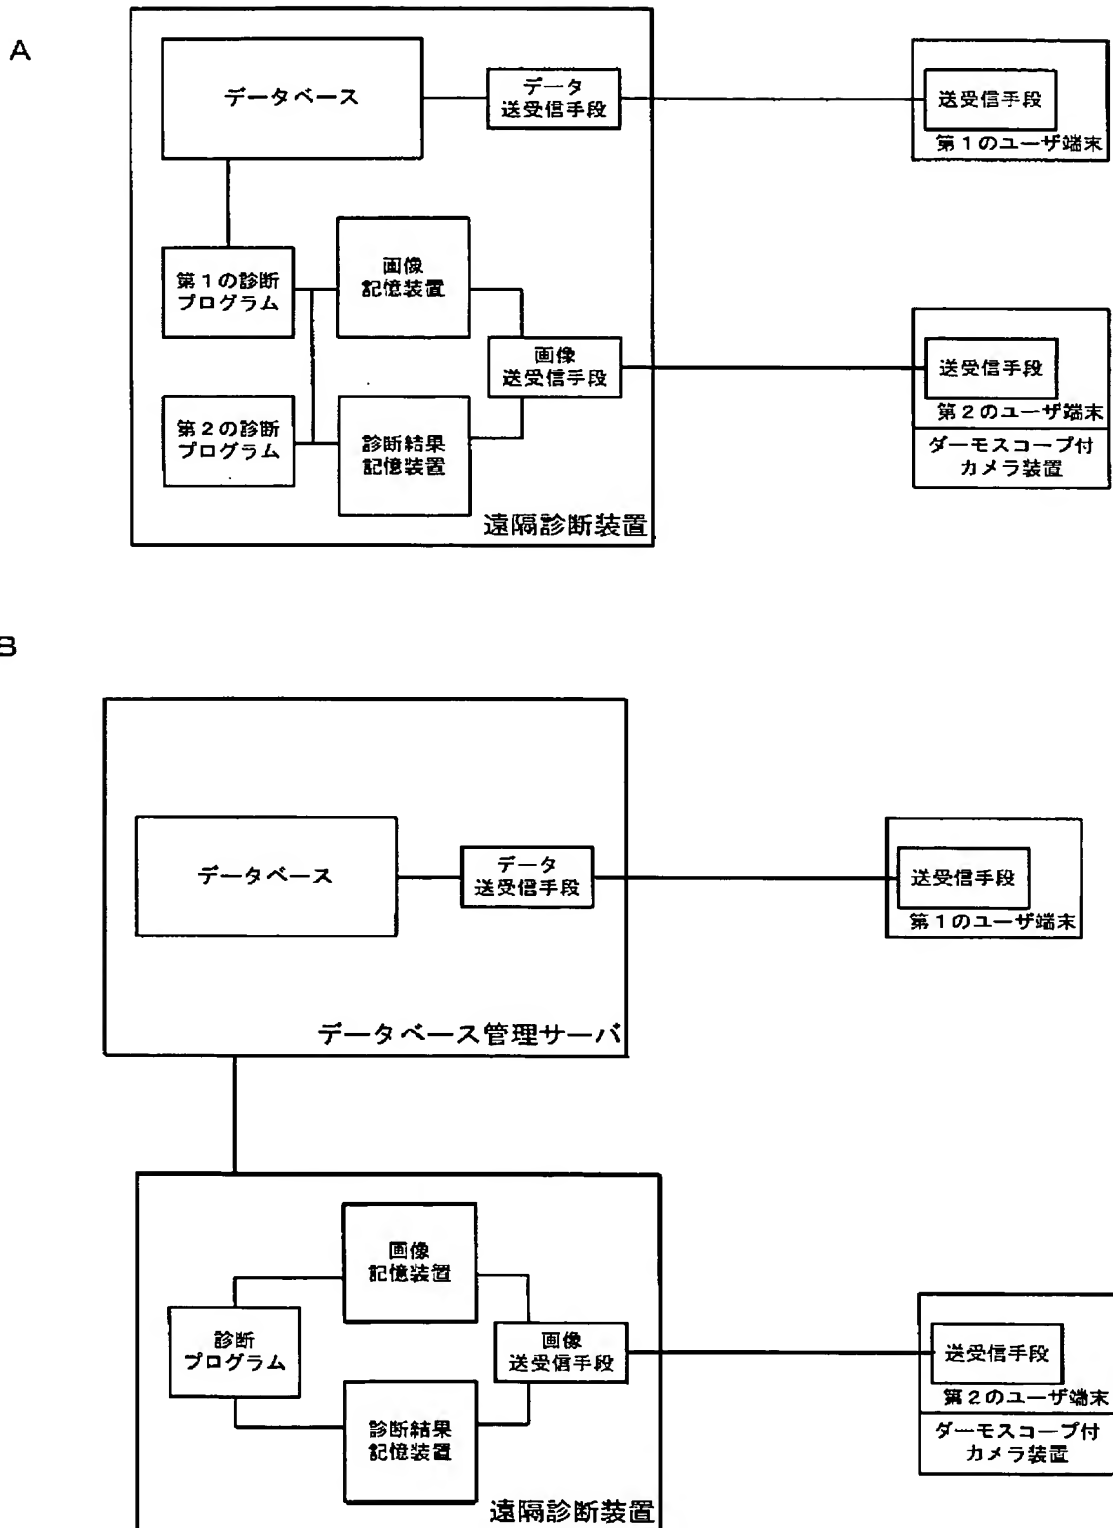 A
データベース
データ
送受信手段
送受信手段
第１のユーザ端末
第１の診断
プログラム
画像
記憶装置
画像
送受信手段
送受信手段
第２のユーザ端末
ダーモスコープ付
カメラ装置
第２の診断
プログラム
診断結果
記憶装置
遠隔診断装置
B
データベース
データ
送受信手段
送受信手段
第１のユーザ端末
データベース管理サーバ
画像
記憶装置
診断
プログラム
画像
送受信手段
送受信手段
第２のユーザ端末
ダーモスコープ付
カメラ装置
診断結果
記憶装置
遠隔診断装置